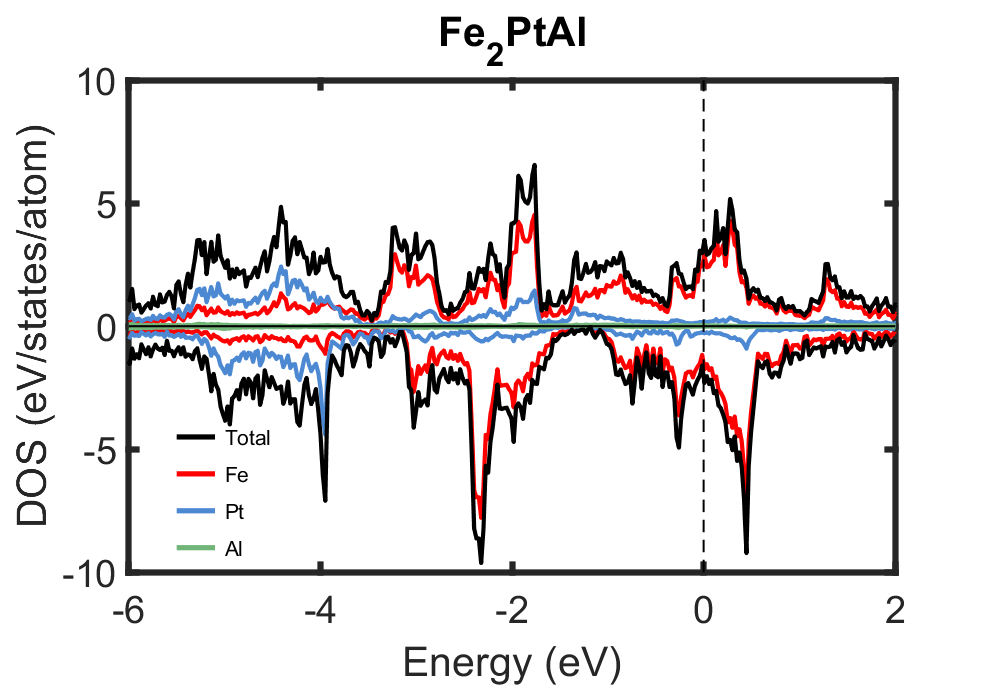 Fe₂PtAl
DOS (eV/states/atom)
10
5
0
-5
-10
Total
Fe
Pt
Al
-6 -4 -2 0 2
Energy (eV)